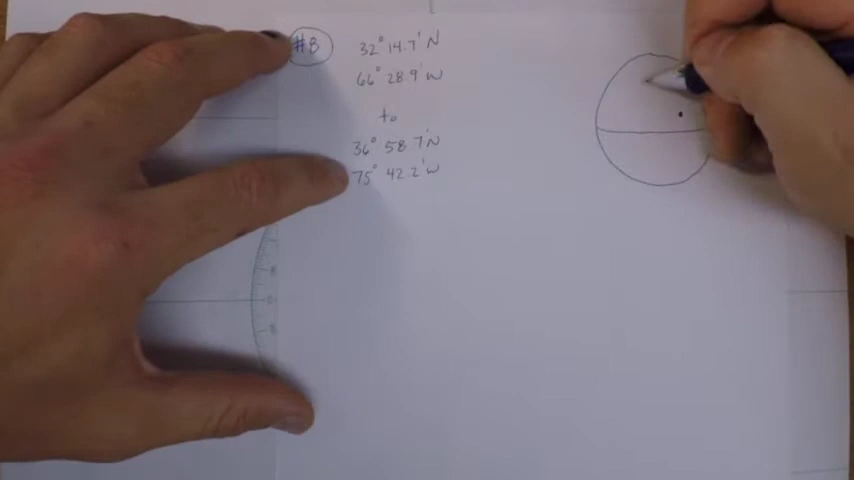 #8
32° 14.7' N
66° 28.9' W
to
36° 58.7' N
75° 42.2' W